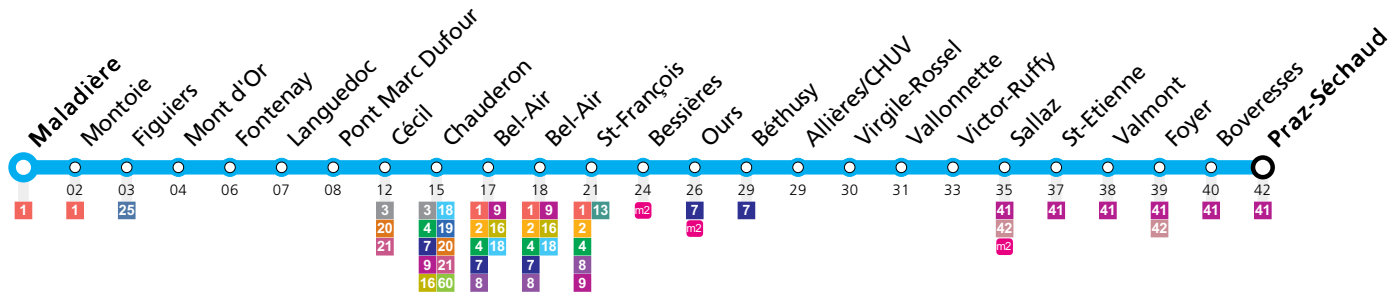 Maladière
Montoie
Figuiers
Mont d'Or
Fontenay
Languedoc
Pont Marc Dufour
Cécil
Chauderon
Bel-Air
Bel-Air
St-François
Bessières
Ours
Béthusy
Allières/CHUV
Virgile-Rossel
Vallonnette
Victor-Ruffy
Sallaz
St-Etienne
Valmont
Foyer
Boveresses
Praz-Séchaud
02 03 04 06 07 08 12 15 17 18 21 24 26 29 29 30 31 33 35 37 38 39 40 42
1 1 25 3 3 18 1 9 1 9 1 13 m2 7 7 41 41 41 41 41 41
20 4 19 2 16 2 16 2 m2 42 42
21 7 20 4 18 4 18 4 m2
9 21 7 7 8
16 60 8 8 9